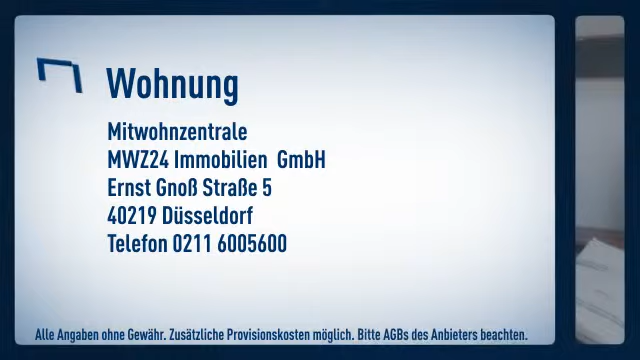 Wohnung
Mitwohnzentrale
MWZ24 Immobilien GmbH
Ernst Gnoß Straße 5
40219 Düsseldorf
Telefon 0211 6005600
Alle Angaben ohne Gewähr. Zusätzliche Provisionskosten möglich. Bitte AGBs des Anbieters beachten.